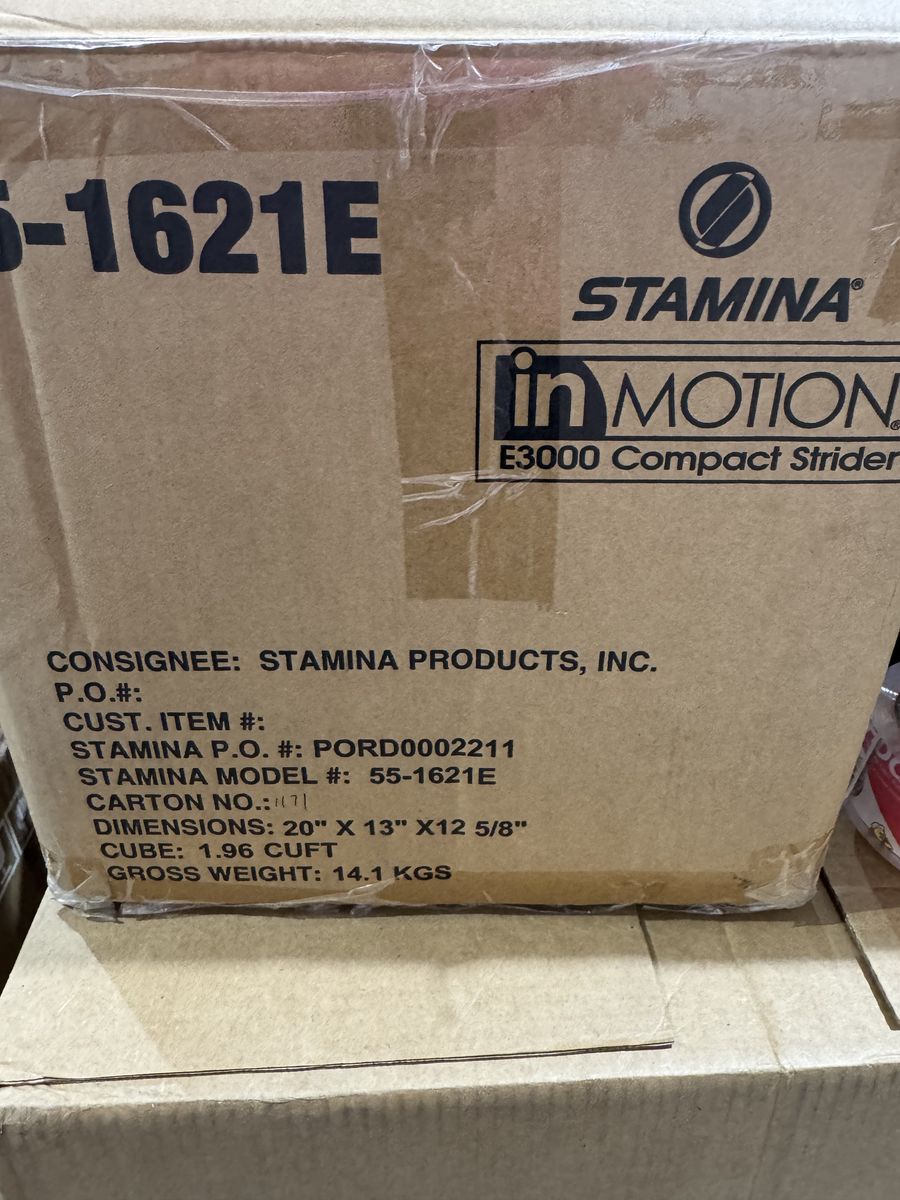 5-1621E
STAMINA®
in MOTION®
E3000 Compact Strider
CONSIGNEE: STAMINA PRODUCTS, INC.
P.O.#:
CUST. ITEM #:
STAMINA P.O. #: PORD0002211
STAMINA MODEL #: 55-1621E
CARTON NO.: 1171
DIMENSIONS: 20" X 13" X12 5/8"
CUBE: 1.96 CUFT
GROSS WEIGHT: 14.1 KGS